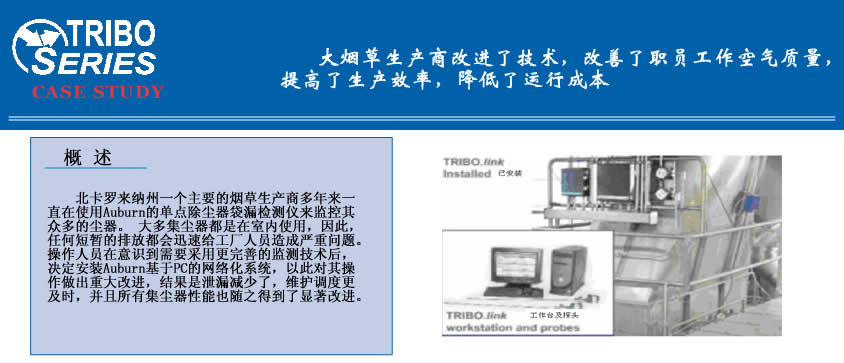 TRIBO
SERIES
CASE STUDY
大烟草生产商改进了技术，改善了职员工作空气质量，
提高了生产效率，降低了运行成本
概 述
北卡罗来纳州一个主要的烟草生产商多年来一
直在使用Auburn的单点除尘器袋漏检测仪来监控其
众多的尘器。 大多集尘器都是在室内使用，因此，
任何短暂的排放都会迅速给工厂人员造成严重问题。
操作人员在意识到需要采用更完善的监测技术后，
决定安装Auburn基于PC的网络化系统，以此对其操
作做出重大改进，结果是泄漏减少了，维护调度更
及时，并且所有集尘器性能也随之得到了显著改进。
TRIBO.link
Installed 已安装
TRIBO.link 工作台及探头
workstation and probes